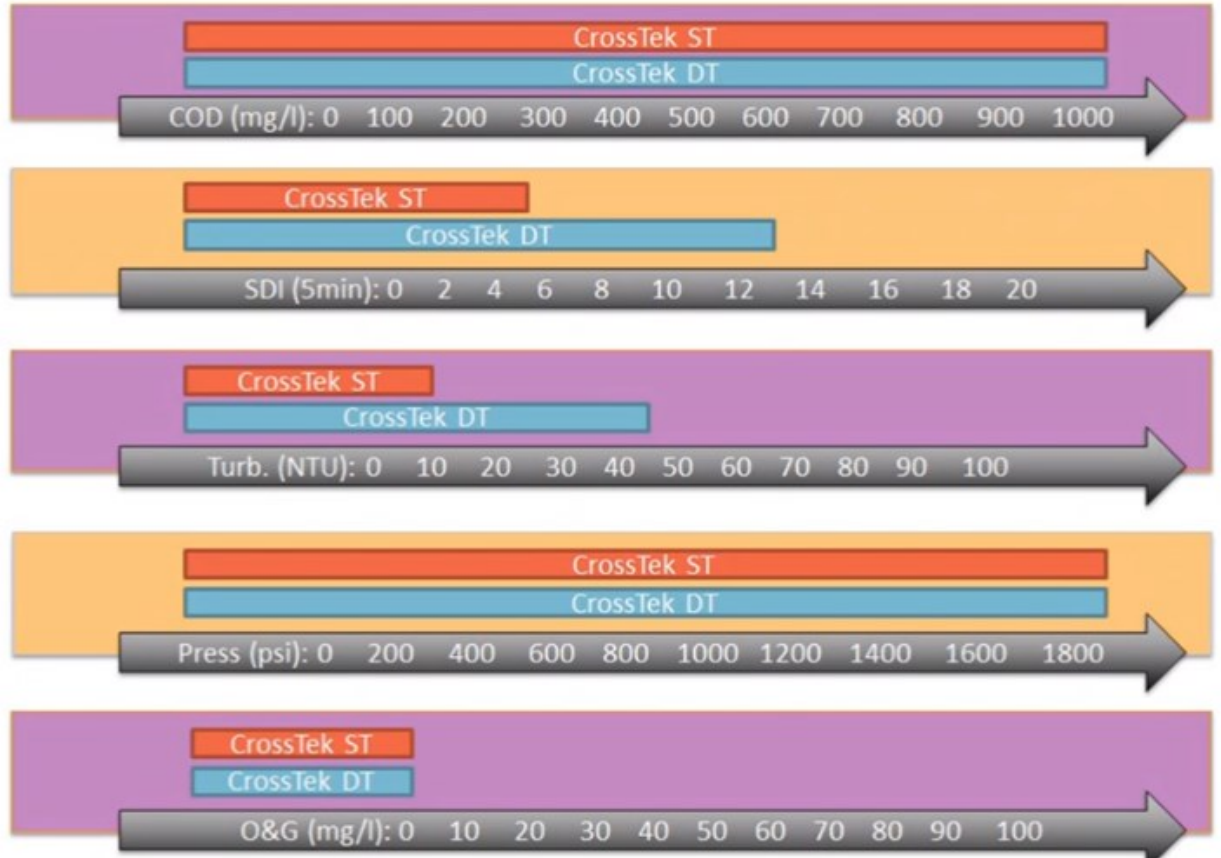 CrossTek ST
CrossTek DT
COD (mg/l): 0 100 200 300 400 500 600 700 800 900 1000
CrossTek ST
CrossTek DT
SDI (5min): 0 2 4 6 8 10 12 14 16 18 20
CrossTek ST
CrossTek DT
Turb. (NTU): 0 10 20 30 40 50 60 70 80 90 100
CrossTek ST
CrossTek DT
Press (psi): 0 200 400 600 800 1000 1200 1400 1600 1800
CrossTek ST
CrossTek DT
O&G (mg/l): 0 10 20 30 40 50 60 70 80 90 100